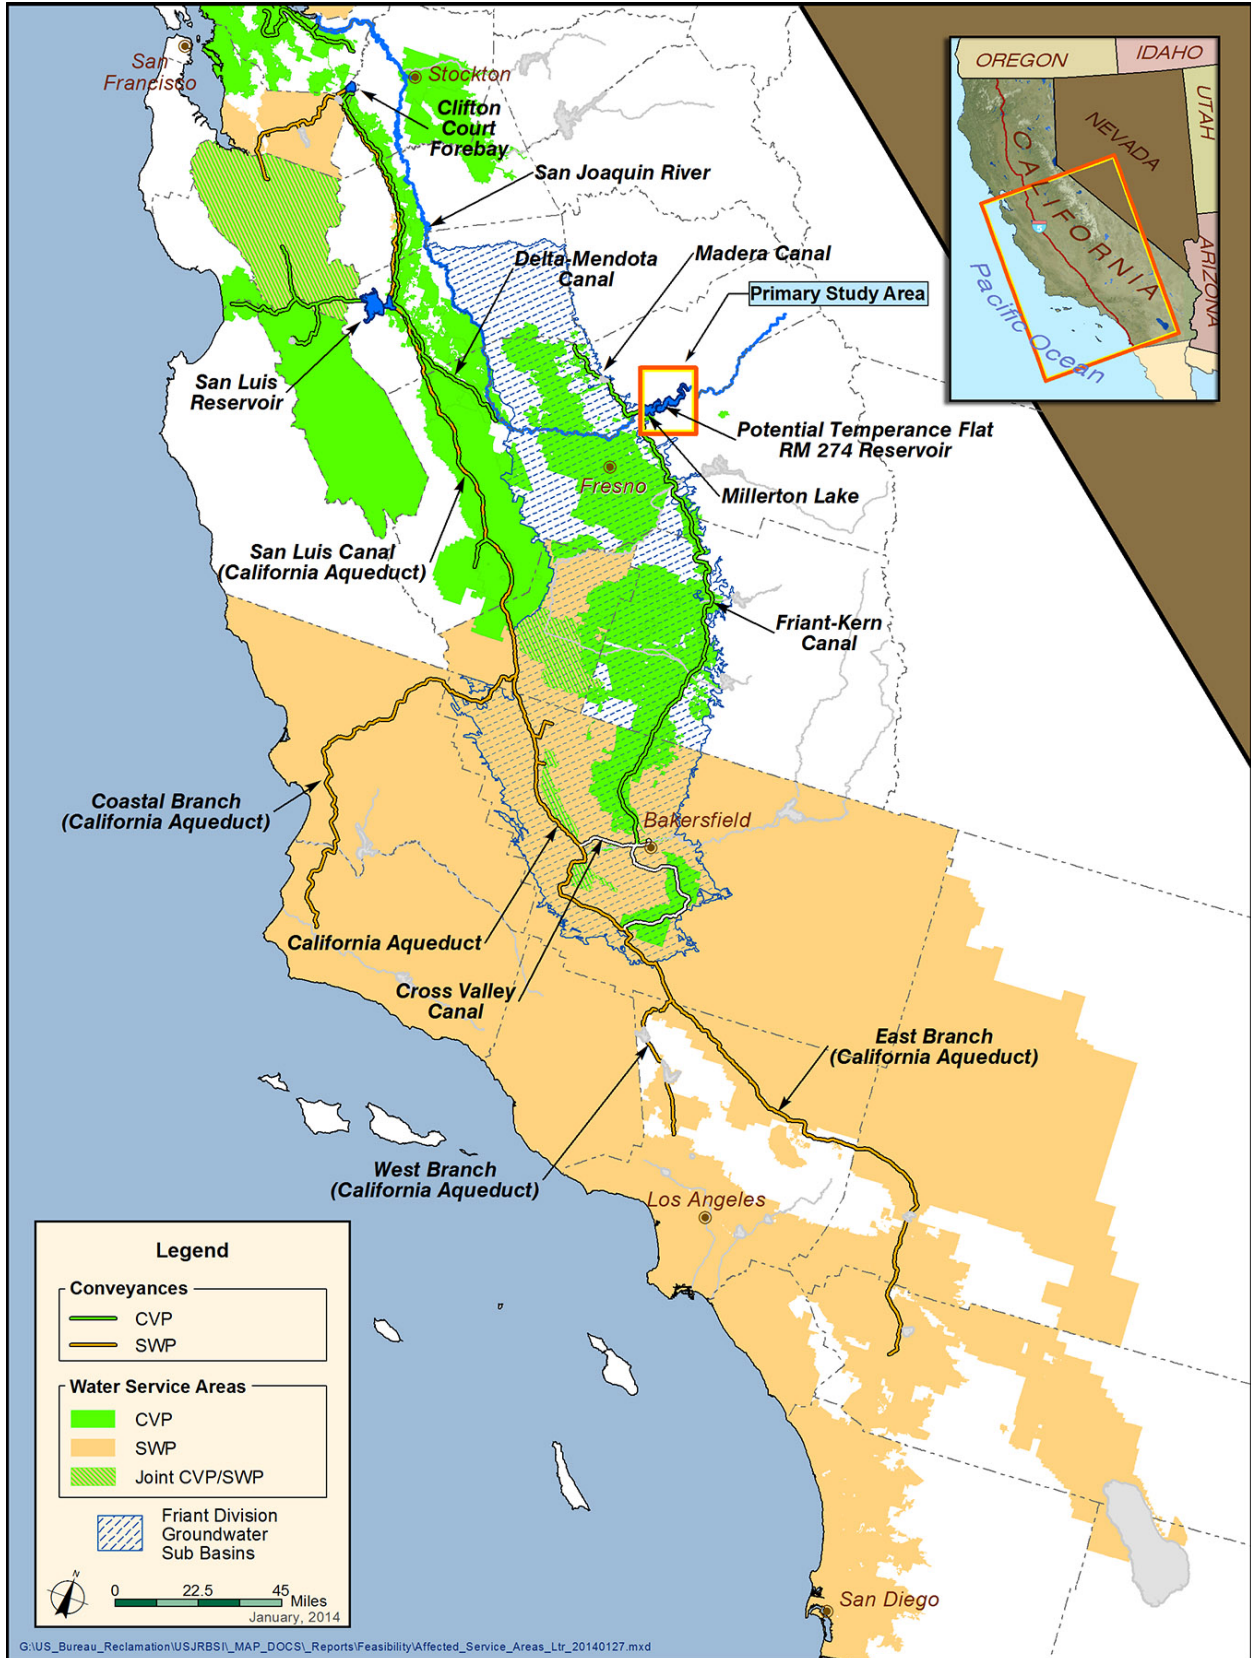 San
Francisco
Stockton
Clifton
Court
Forebay
San Joaquin River
Delta-Mendota
Canal
Madera Canal
Primary Study Area
San Luis
Reservoir
Potential Temperance Flat
RM 274 Reservoir
Fresno
Millerton Lake
San Luis Canal
(California Aqueduct)
Friant-Kern
Canal
Coastal Branch
(California Aqueduct)
Bakersfield
California Aqueduct
Cross Valley
Canal
East Branch
(California Aqueduct)
West Branch
(California Aqueduct)
Los Angeles
San Diego
OREGON
IDAHO
UTAH
NEVADA
CALIFORNIA
5
ARIZONA
Pacific Ocean
Legend
Conveyances
CVP
SWP
Water Service Areas
CVP
SWP
Joint CVP/SWP
Friant Division
Groundwater
Sub Basins
N
0 22.5 45 Miles
January, 2014
G:\US_Bureau_Reclamation\USJRBSI\_MAP_DOCS\_Reports\Feasibility\Affected_Service_Areas_Ltr_20140127.mxd